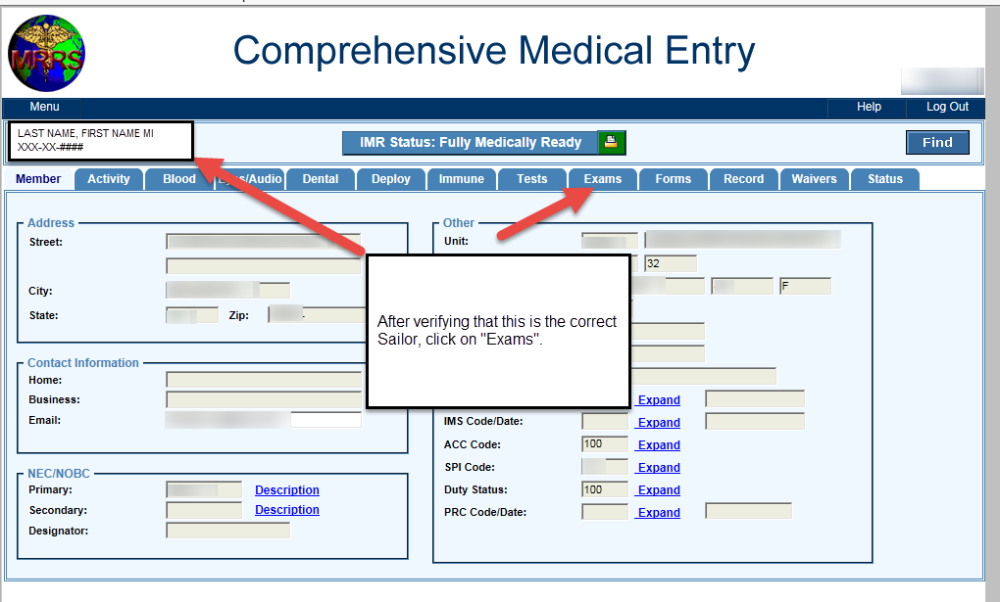 MRRS
Comprehensive Medical Entry
Menu Help Log Out
LAST NAME, FIRST NAME MI
XXX-XX-####
IMR Status: Fully Medically Ready
Find
Member Activity Blood /Audio Dental Deploy Immune Tests Exams Forms Record Waivers Status
Address
Street:
City:
State: Zip:
Contact Information
Home:
Business:
Email:
NEC/NOBC
Primary: Description
Secondary: Description
Designator:
Other
Unit:
32
F
After verifying that this is the correct
Sailor, click on "Exams".
Expand
IMS Code/Date: Expand
ACC Code: 100 Expand
SPI Code: Expand
Duty Status: 100 Expand
PRC Code/Date: Expand